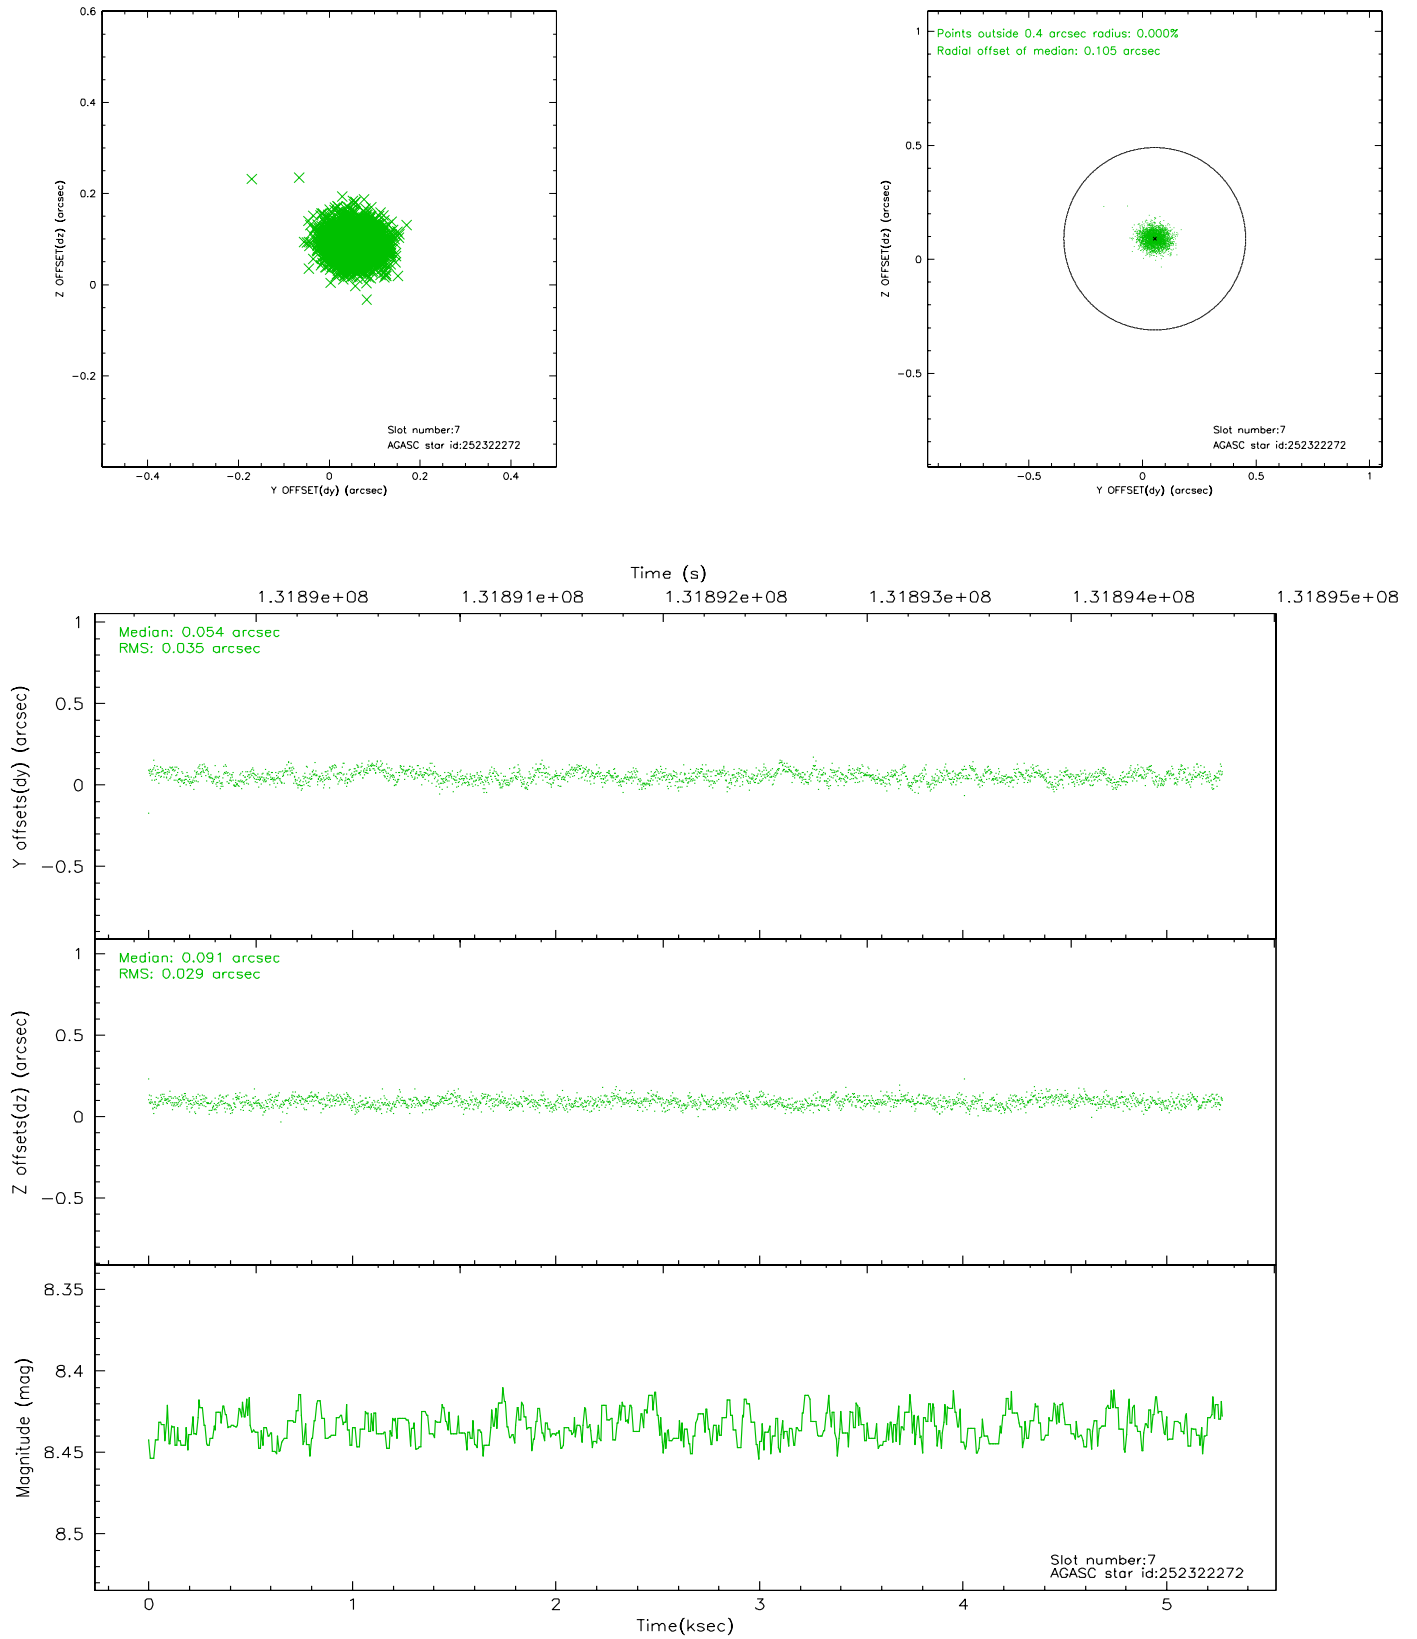 0.6
0.4
0.2
0
−0.2
Z OFFSET(dz) (arcsec)
Slot number:7
AGASC star id:252322272
−0.4 −0.2 0 0.2 0.4
Y OFFSET(dy) (arcsec)
Points outside 0.4 arcsec radius: 0.000%
Radial offset of median: 0.105 arcsec
1
0.5
0
−0.5
Z OFFSET(dz) (arcsec)
Slot number:7
AGASC star id:252322272
−0.5 0 0.5 1
Y OFFSET(dy) (arcsec)
Time (s)
1.3189e+08 1.31891e+08 1.31892e+08 1.31893e+08 1.31894e+08 1.31895e+08
Median: 0.054 arcsec
RMS: 0.035 arcsec
1
0.5
0
−0.5
Y offsets(dy) (arcsec)
Median: 0.091 arcsec
RMS: 0.029 arcsec
1
0.5
0
−0.5
Z offsets(dz) (arcsec)
8.35
8.4
8.45
8.5
Magnitude (mag)
Slot number:7
AGASC star id:252322272
0 1 2 3 4 5
Time(ksec)